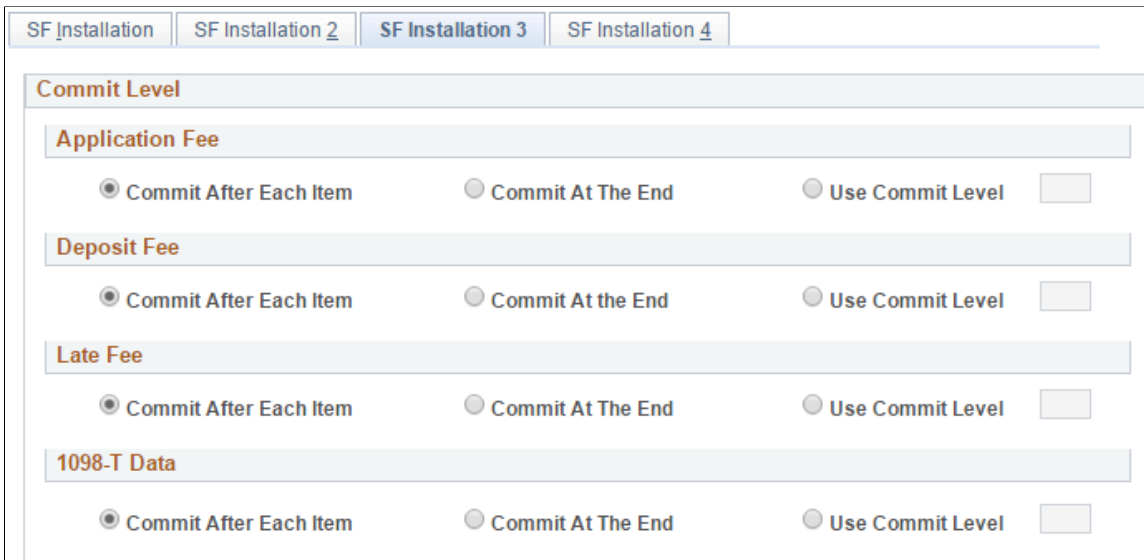 SF Installation SF Installation 2 SF Installation 3 SF Installation 4
Commit Level
Application Fee
Commit After Each Item Commit At The End Use Commit Level
Deposit Fee
Commit After Each Item Commit At the End Use Commit Level
Late Fee
Commit After Each Item Commit At The End Use Commit Level
1098-T Data
Commit After Each Item Commit At The End Use Commit Level